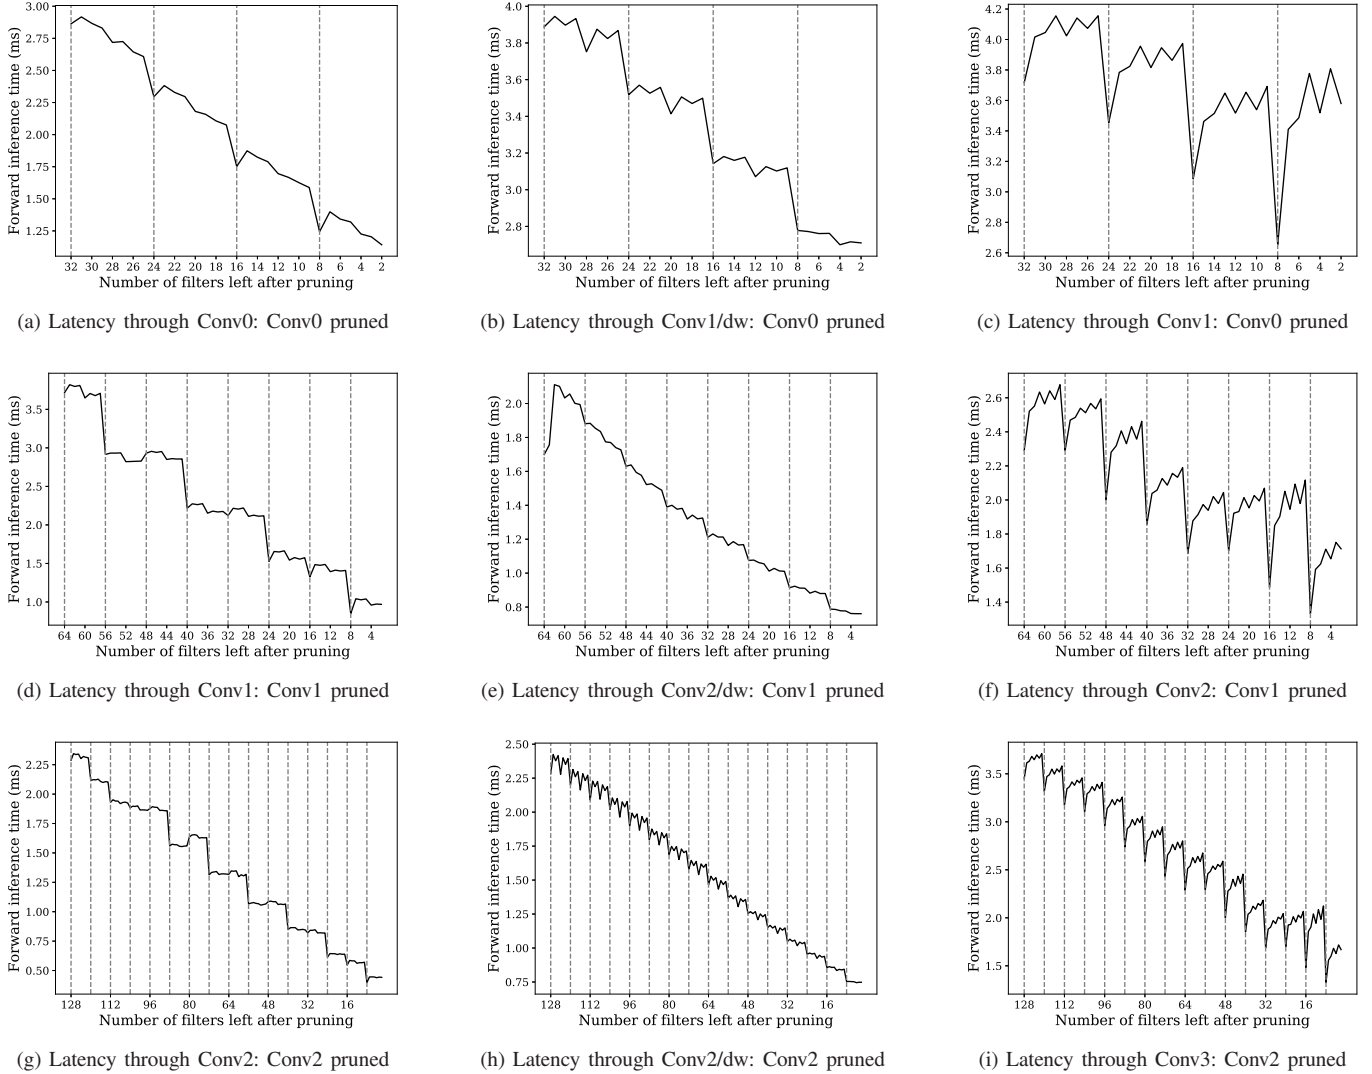 3.00
2.75
2.50
2.25
2.00
1.75
1.50
1.25
Forward inference time (ms)
32 30 28 26 24 22 20 18 16 14 12 10 8 6 4 2
Number of filters left after pruning
(a) Latency through Conv0: Conv0 pruned
4.0
3.8
3.6
3.4
3.2
3.0
2.8
Forward inference time (ms)
32 30 28 26 24 22 20 18 16 14 12 10 8 6 4 2
Number of filters left after pruning
(b) Latency through Conv1/dw: Conv0 pruned
4.2
4.0
3.8
3.6
3.4
3.2
3.0
2.8
2.6
Forward inference time (ms)
32 30 28 26 24 22 20 18 16 14 12 10 8 6 4 2
Number of filters left after pruning
(c) Latency through Conv1: Conv0 pruned
3.5
3.0
2.5
2.0
1.5
1.0
Forward inference time (ms)
64 60 56 52 48 44 40 36 32 28 24 20 16 12 8 4
Number of filters left after pruning
(d) Latency through Conv1: Conv1 pruned
2.0
1.8
1.6
1.4
1.2
1.0
0.8
Forward inference time (ms)
64 60 56 52 48 44 40 36 32 28 24 20 16 12 8 4
Number of filters left after pruning
(e) Latency through Conv2/dw: Conv1 pruned
2.6
2.4
2.2
2.0
1.8
1.6
1.4
Forward inference time (ms)
64 60 56 52 48 44 40 36 32 28 24 20 16 12 8 4
Number of filters left after pruning
(f) Latency through Conv2: Conv1 pruned
2.25
2.00
1.75
1.50
1.25
1.00
0.75
0.50
Forward inference time (ms)
128 112 96 80 64 48 32 16
Number of filters left after pruning
(g) Latency through Conv2: Conv2 pruned
2.50
2.25
2.00
1.75
1.50
1.25
1.00
0.75
Forward inference time (ms)
128 112 96 80 64 48 32 16
Number of filters left after pruning
(h) Latency through Conv2/dw: Conv2 pruned
3.5
3.0
2.5
2.0
1.5
Forward inference time (ms)
128 112 96 80 64 48 32 16
Number of filters left after pruning
(i) Latency through Conv3: Conv2 pruned